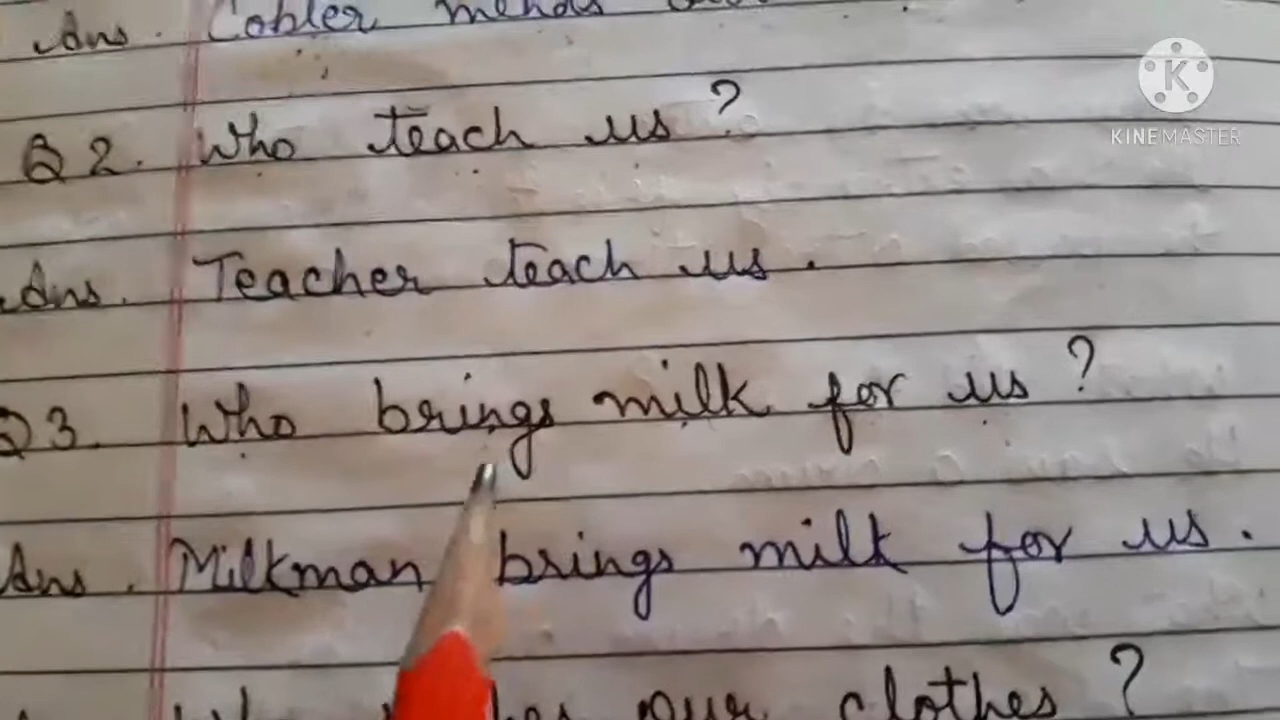 Ans. Cobler mends
Q2. Who teach us ?
Ans. Teacher teach us.
Q3. Who brings milk for us ?
Ans. Milkman brings milk for us.
our clothes ?
KINEMASTER